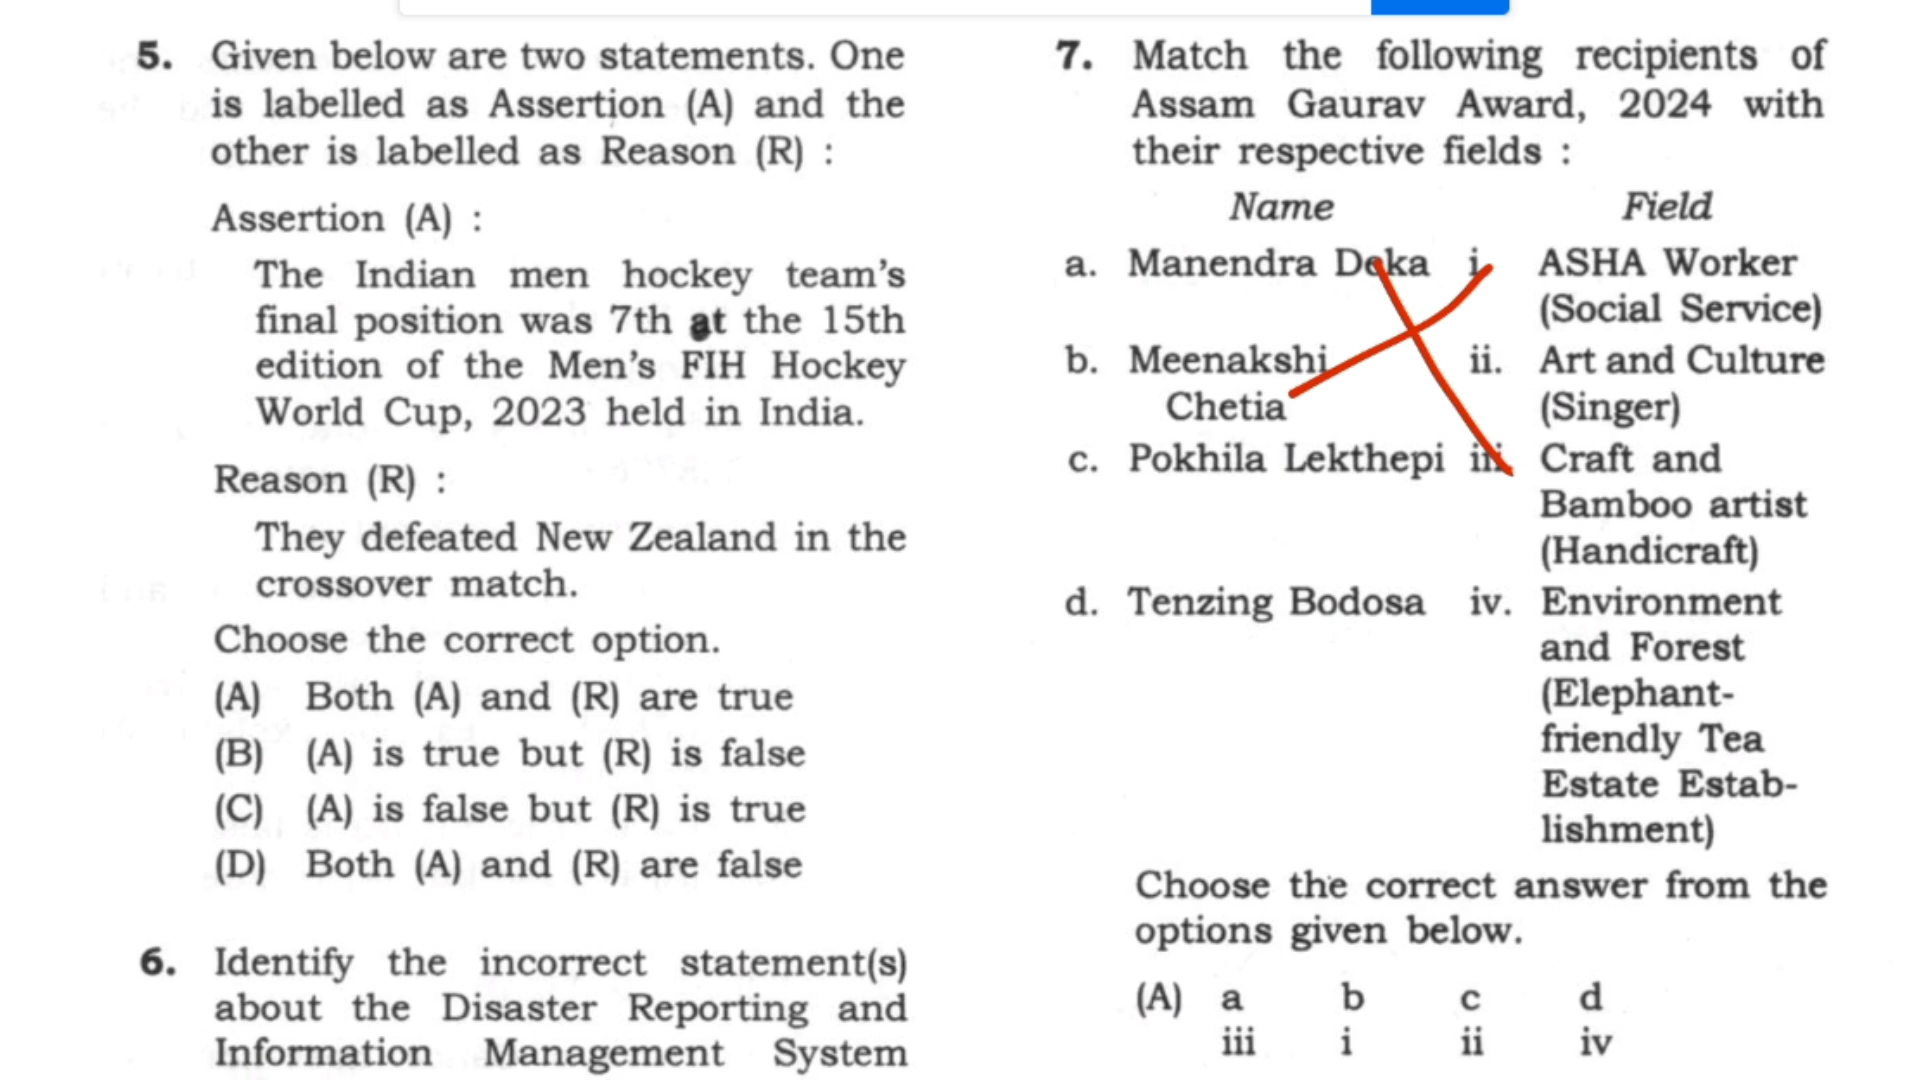 5. Given below are two statements. One
is labelled as Assertion (A) and the
other is labelled as Reason (R) :
Assertion (A) :
The Indian men hockey team's
final position was 7th at the 15th
edition of the Men's FIH Hockey
World Cup, 2023 held in India.
Reason (R) :
They defeated New Zealand in the
crossover match.
Choose the correct option.
(A) Both (A) and (R) are true
(B) (A) is true but (R) is false
(C) (A) is false but (R) is true
(D) Both (A) and (R) are false
6. Identify the incorrect statement(s)
about the Disaster Reporting and
Information Management System
7. Match the following recipients of
Assam Gaurav Award, 2024 with
their respective fields :
Name Field
a. Manendra Deka i. ASHA Worker
(Social Service)
b. Meenakshi ii. Art and Culture
Chetia (Singer)
c. Pokhila Lekthepi iii. Craft and
Bamboo artist
(Handicraft)
d. Tenzing Bodosa iv. Environment
and Forest
(Elephant-
friendly Tea
Estate Estab-
lishment)
Choose the correct answer from the
options given below.
(A) a b c d
iii i ii iv